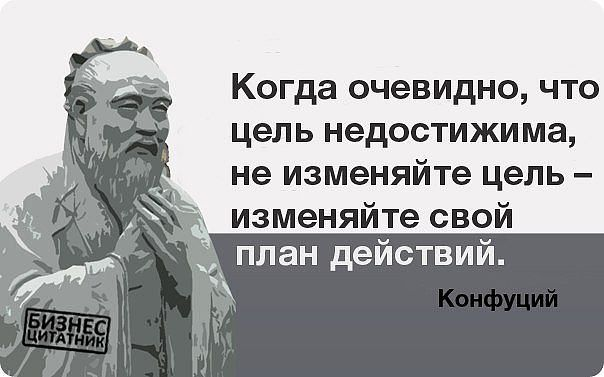 Когда очевидно, что
цель недостижима,
не изменяйте цель –
изменяйте свой
план действий.
Конфуций
БИЗНЕС
ЦИТАТНИК